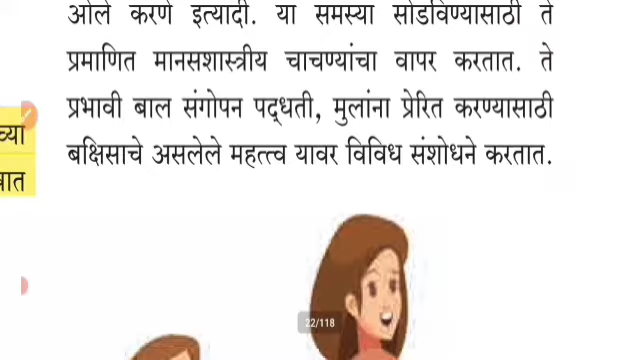 ओले करणे इत्यादी. या समस्या सोडविण्यासाठी ते
प्रमाणित मानसशास्त्रीय चाचण्यांचा वापर करतात. ते
प्रभावी बाल संगोपन पद्धती, मुलांना प्रेरित करण्यासाठी
बक्षिसाचे असलेले महत्त्व यावर विविध संशोधने करतात.
22/118